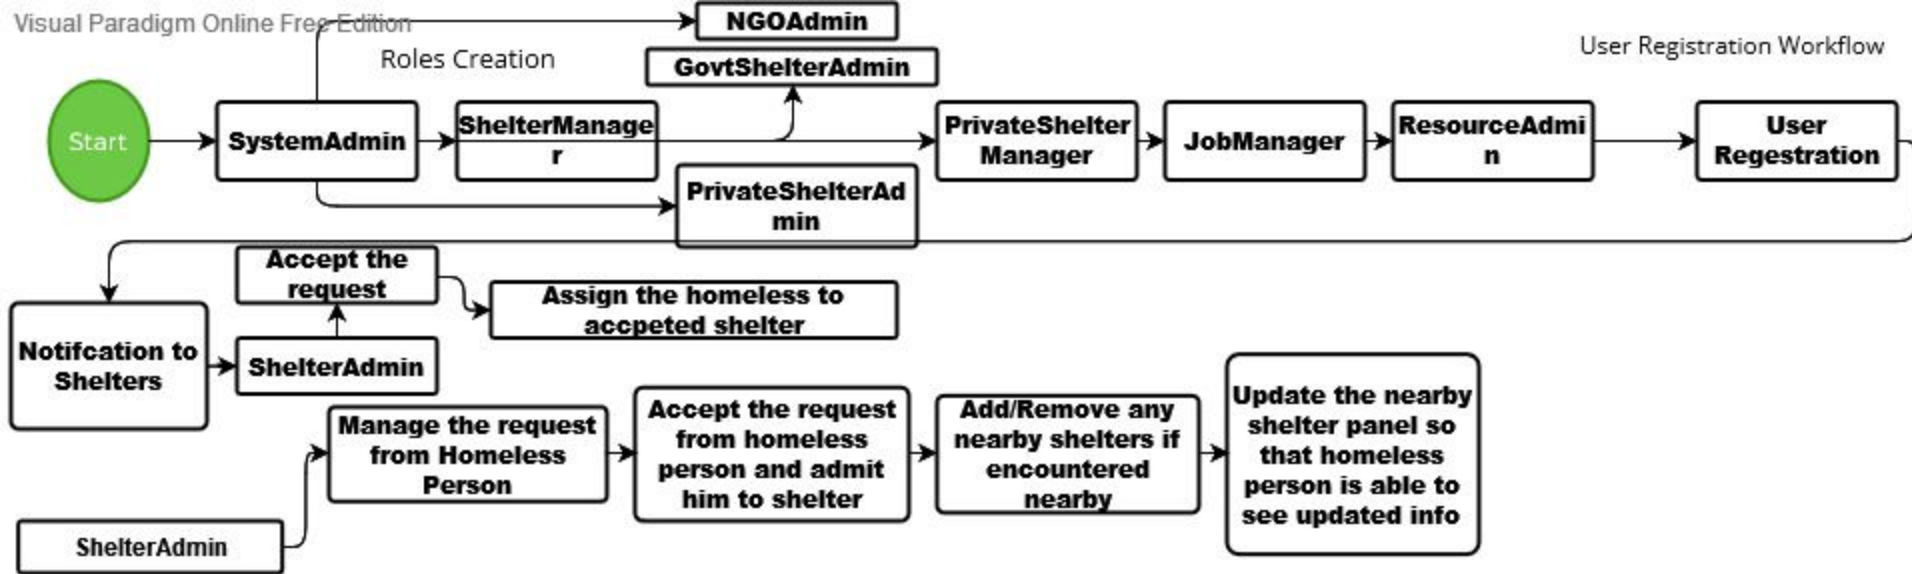 Visual Paradigm Online Free Edition
NGOAdmin
Roles Creation
User Registration Workflow
GovtShelterAdmin
Start
SystemAdmin
ShelterManage
r
PrivateShelter
Manager
JobManager
ResourceAdmi
n
User
Regestration
PrivateShelterAd
min
Accept the
request
Assign the homeless to
accpeted shelter
Notifcation to
Shelters
ShelterAdmin
Manage the request
from Homeless
Person
Accept the request
from homeless
person and admit
him to shelter
Add/Remove any
nearby shelters if
encountered
nearby
Update the nearby
shelter panel so
that homeless
person is able to
see updated info
ShelterAdmin